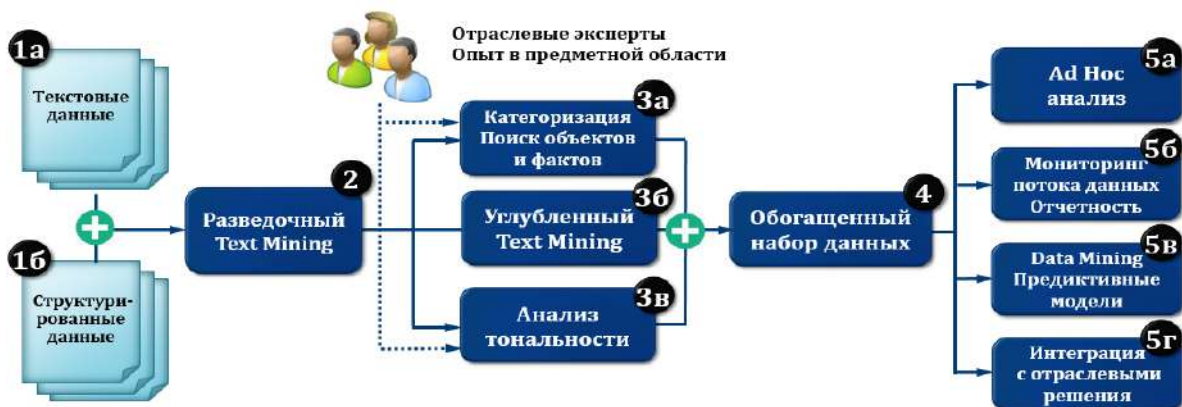 1а
Текстовые
данные
1б
Структури-
рованные
данные
2
Разведочный
Text Mining
Отраслевые эксперты
Опыт в предметной области
3а
Категоризация
Поиск объектов
и фактов
3б
Углубленный
Text Mining
3в
Анализ
тональности
4
Обогащенный
набор данных
5а
Ad Hoc
анализ
5б
Мониторинг
потока данных
Отчетность
5в
Data Mining
Предиктивные
модели
5г
Интеграция
с отраслевыми
решения